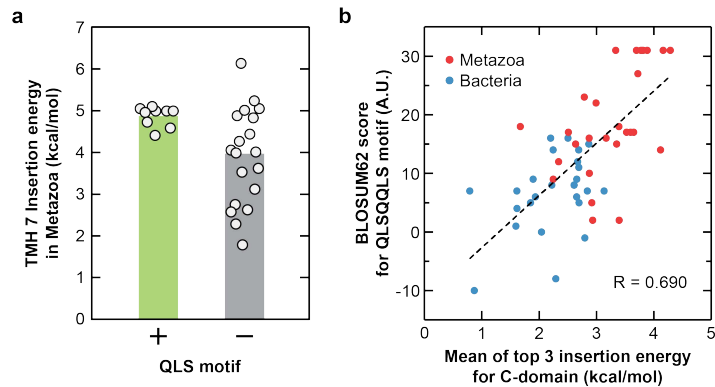 a
TMH 7 Insertion energy
in Metazoa (kcal/mol)
7
6
5
4
3
2
1
0
+ −
QLS motif
b
BLOSUM62 score
for QLSQQLS motif (A.U.)
30
20
10
0
-10
Metazoa
Bacteria
R = 0.690
0 1 2 3 4 5
Mean of top 3 insertion energy
for C-domain (kcal/mol)